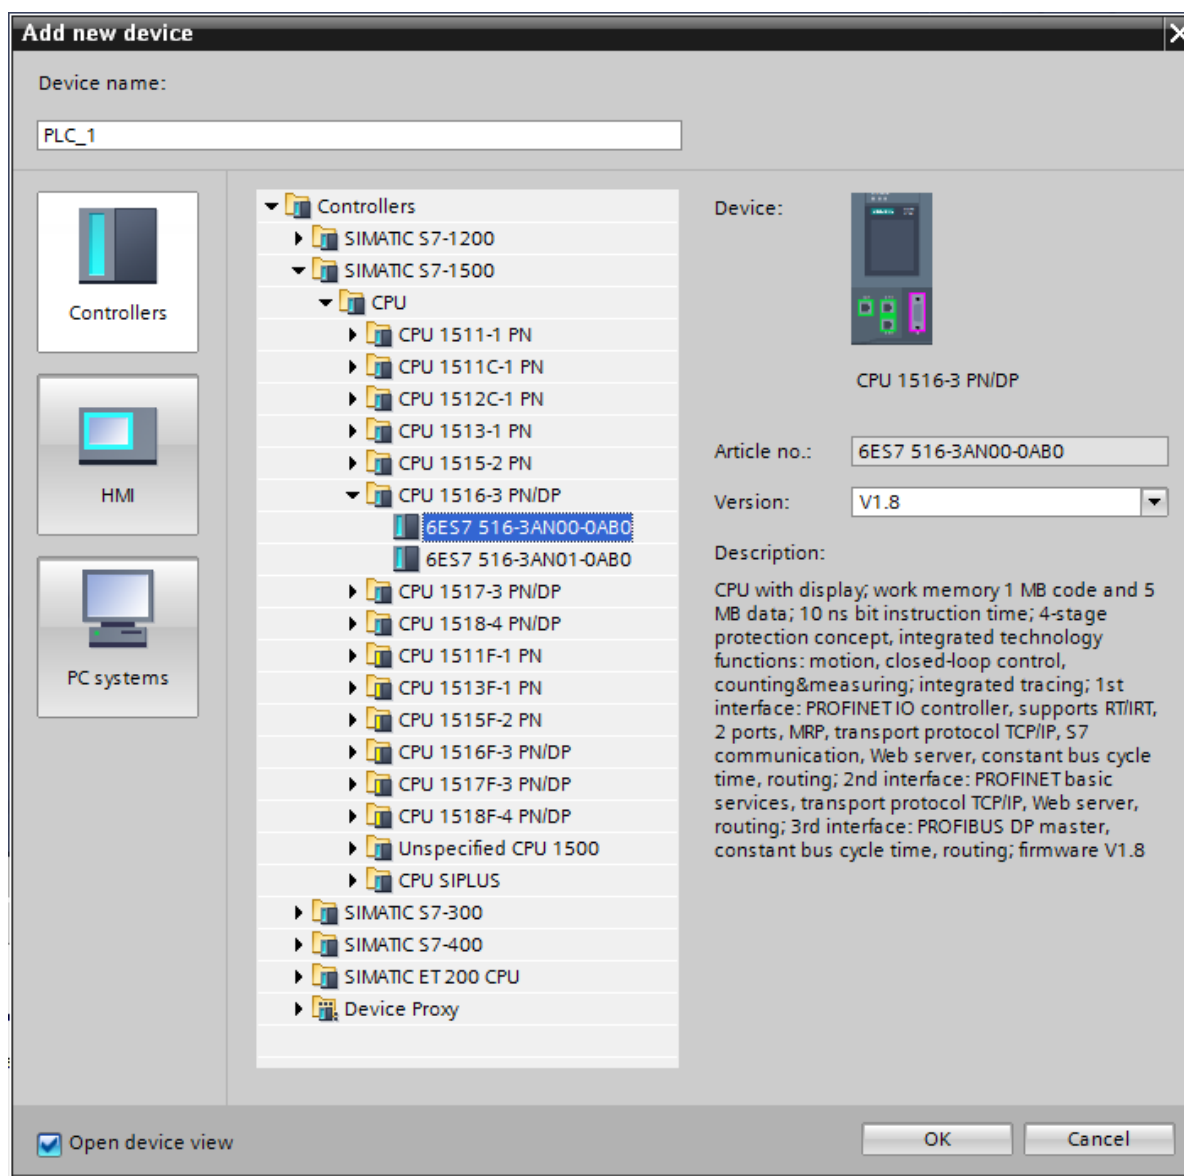 Add new device
Device name:
PLC_1
Controllers
HMI
PC systems
Controllers
SIMATIC S7-1200
SIMATIC S7-1500
CPU
CPU 1511-1 PN
CPU 1511C-1 PN
CPU 1512C-1 PN
CPU 1513-1 PN
CPU 1515-2 PN
CPU 1516-3 PN/DP
6ES7 516-3AN00-0AB0
6ES7 516-3AN01-0AB0
CPU 1517-3 PN/DP
CPU 1518-4 PN/DP
CPU 1511F-1 PN
CPU 1513F-1 PN
CPU 1515F-2 PN
CPU 1516F-3 PN/DP
CPU 1517F-3 PN/DP
CPU 1518F-4 PN/DP
Unspecified CPU 1500
CPU SIPLUS
SIMATIC S7-300
SIMATIC S7-400
SIMATIC ET 200 CPU
Device Proxy
Device:
CPU 1516-3 PN/DP
Article no.: 6ES7 516-3AN00-0AB0
Version: V1.8
Description:
CPU with display; work memory 1 MB code and 5
MB data; 10 ns bit instruction time; 4-stage
protection concept, integrated technology
functions: motion, closed-loop control,
counting&measuring; integrated tracing; 1st
interface: PROFINET IO controller, supports RT/IRT,
2 ports, MRP, transport protocol TCP/IP, S7
communication, Web server, constant bus cycle
time, routing; 2nd interface: PROFINET basic
services, transport protocol TCP/IP, Web server,
routing; 3rd interface: PROFIBUS DP master,
constant bus cycle time, routing; firmware V1.8
Open device view
OK
Cancel